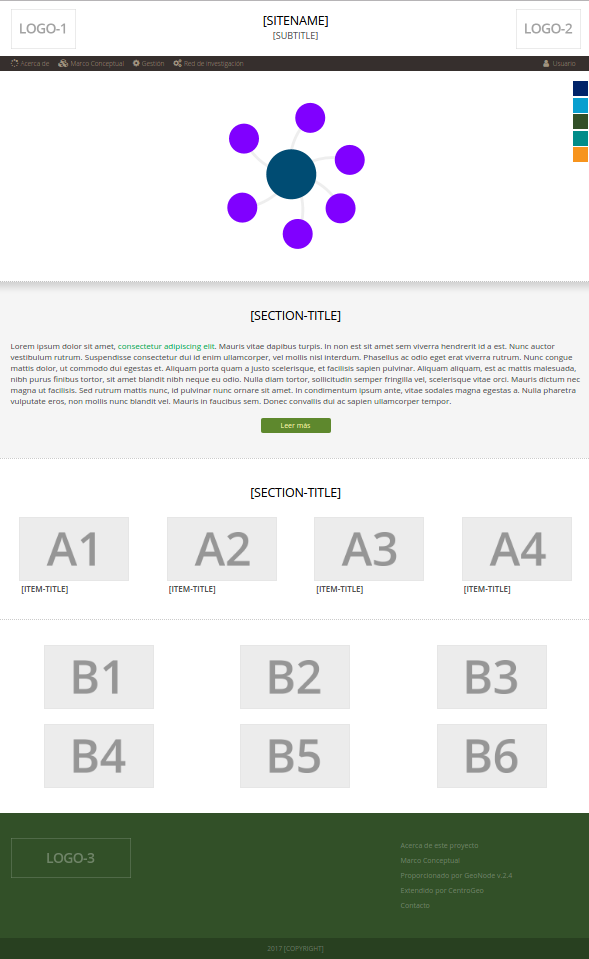 LOGO-1
[SITENAME]
[SUBTITLE]
LOGO-2
Acerca de Marco Conceptual Gestión Red de Investigación Usuario
[SECTION-TITLE]
Lorem ipsum dolor sit amet, consectetur adipiscing elit. Mauris vitae dapibus turpis. In non est sit amet sem viverra hendrerit id a est. Nunc auctor
vestibulum rutrum. Suspendisse consectetur dui id enim ullamcorper, vel mollis nisl interdum. Phasellus ac odio eget erat viverra rutrum. Nunc congue
mattis dolor, ut commodo dui egestas et. Aliquam porta quam a justo scelerisque, et facilisis sapien pulvinar. Aliquam aliquam, est ac mattis malesuada,
nibh purus finibus tortor, sit amet blandit nibh neque eu odio. Nulla diam tortor, sollicitudin semper fringilla vel, scelerisque vitae orci. Mauris dictum nec
magna ut facilisis. Sed rutrum mattis nunc, id pulvinar nunc ornare sit amet. In condimentum ipsum ante, vitae sodales magna egestas a. Nulla pharetra
vulputate eros, non mollis nunc blandit vel. Mauris in faucibus sem. Donec convallis dui ac sapien ullamcorper tempor.
Leer más
[SECTION-TITLE]
A1 A2 A3 A4
[ITEM-TITLE] [ITEM-TITLE] [ITEM-TITLE] [ITEM-TITLE]
B1 B2 B3
B4 B5 B6
LOGO-3
Acerca de este proyecto
Marco Conceptual
Proporcionado por GeoNode v.2.4
Extendido por CentroGeo
Contacto
2017 [COPYRIGHT]